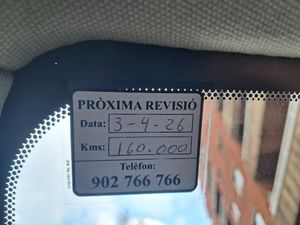 PRÒXIMA REVISIÓ
Data: 3-4-26
Kms: 160.000
Telèfon:
902 766 766